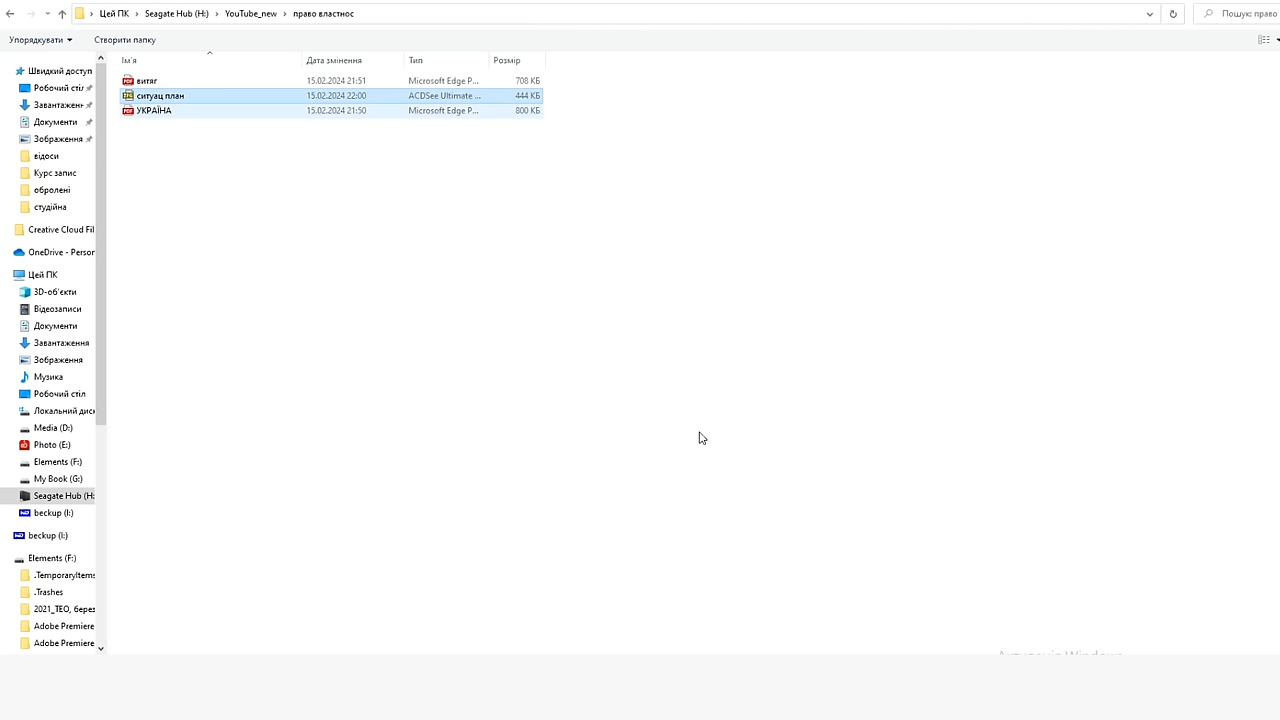 Цей ПК > Seagate Hub (H:) > YouTube_new > право властнос
Пошук: право
Упорядкувати
Створити папку
Ім'я Дата змінення Тип Розмір
витяг 15.02.2024 21:51 Microsoft Edge P... 708 КБ
ситуац план 15.02.2024 22:00 ACDSee Ultimate ... 444 КБ
УКРАЇНА 15.02.2024 21:50 Microsoft Edge P... 800 КБ
Швидкий доступ
Робочий стіл
Завантажен
Документи
Зображення
відоси
Курс запис
обролені
студійна
Creative Cloud Fil
OneDrive - Person
Цей ПК
3D-об'єкти
Відеозаписи
Документи
Завантаження
Зображення
Музика
Робочий стіл
Локальний диск
Media (D:)
Photo (E:)
Elements (F:)
My Book (G:)
Seagate Hub (H:
beckup (I:)
beckup (I:)
Elements (F:)
.TemporaryItems
.Trashes
2021_ТЕО, берез
Adobe Premiere
Adobe Premiere